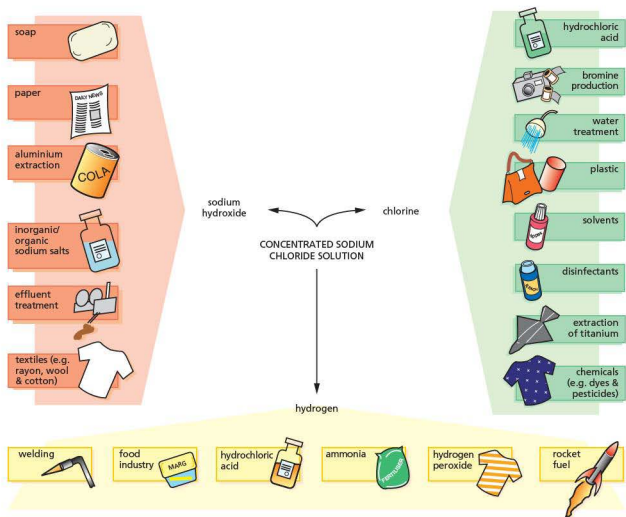 soap
paper
DAILY NEWS
aluminium
extraction
COLA
inorganic/
organic
sodium salts
effluent
treatment
textiles (e.g.
rayon, wool
& cotton)
sodium
hydroxide
chlorine
CONCENTRATED SODIUM
CHLORIDE SOLUTION
hydrogen
hydrochloric
acid
bromine
production
water
treatment
plastic
solvents
disinfectants
extraction
of titanium
chemicals
(e.g. dyes &
pesticides)
welding
food
industry
MARG
hydrochloric
acid
ammonia
FERTILISER
hydrogen
peroxide
rocket
fuel